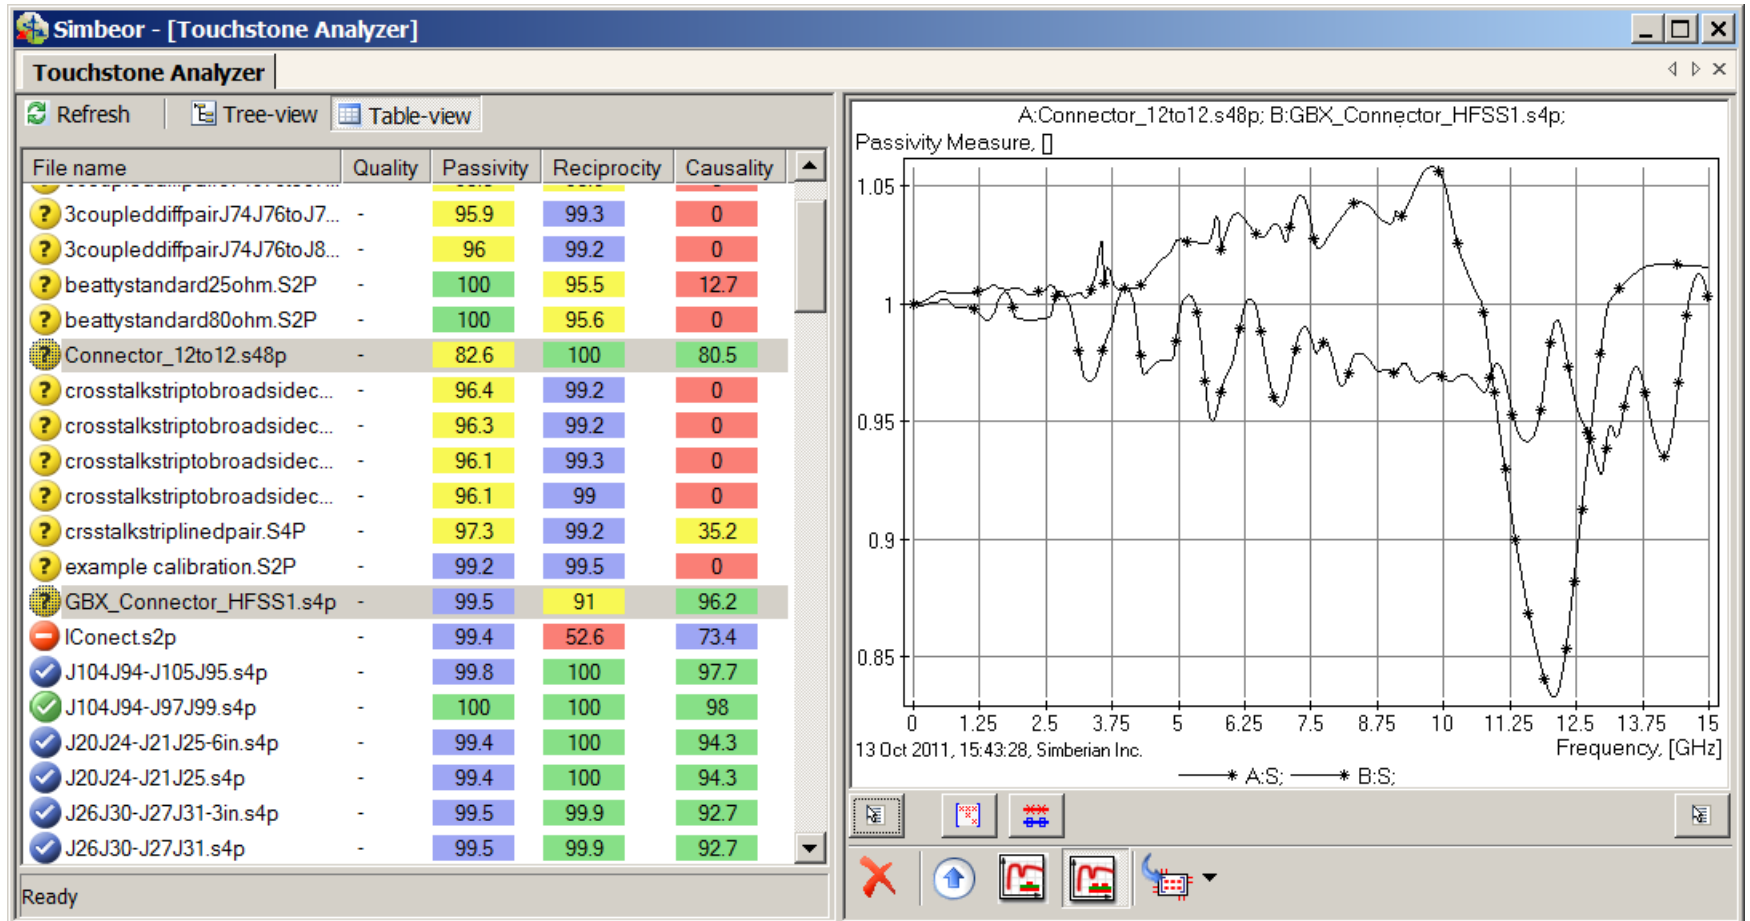 Simbeor - [Touchstone Analyzer]
Touchstone Analyzer
Refresh Tree-view Table-view
File name Quality Passivity Reciprocity Causality
3coupleddiffpairJ74J76toJ7... - 95.9 99.3 0
3coupleddiffpairJ74J76toJ8... - 96 99.2 0
beattystandard25ohm.S2P - 100 95.5 12.7
beattystandard80ohm.S2P - 100 95.6 0
Connector_12to12.s48p - 82.6 100 80.5
crosstalkstriptobroadsidec... - 96.4 99.2 0
crosstalkstriptobroadsidec... - 96.3 99.2 0
crosstalkstriptobroadsidec... - 96.1 99.3 0
crosstalkstriptobroadsidec... - 96.1 99 0
crsstalkstriplinedpair.S4P - 97.3 99.2 35.2
example calibration.S2P - 99.2 99.5 0
GBX_Connector_HFSS1.s4p - 99.5 91 96.2
IConect.s2p - 99.4 52.6 73.4
J104J94-J105J95.s4p - 99.8 100 97.7
J104J94-J97J99.s4p - 100 100 98
J20J24-J21J25-6in.s4p - 99.4 100 94.3
J20J24-J21J25.s4p - 99.4 100 94.3
J26J30-J27J31-3in.s4p - 99.5 99.9 92.7
J26J30-J27J31.s4p - 99.5 99.9 92.7
Ready
A:Connector_12to12.s48p; B:GBX_Connector_HFSS1.s4p;
Passivity Measure, []
1.05
1
0.95
0.9
0.85
0 1.25 2.5 3.75 5 6.25 7.5 8.75 10 11.25 12.5 13.75 15
13 Oct 2011, 15:43:28, Simberian Inc.
Frequency, [GHz]
A:S; B:S;